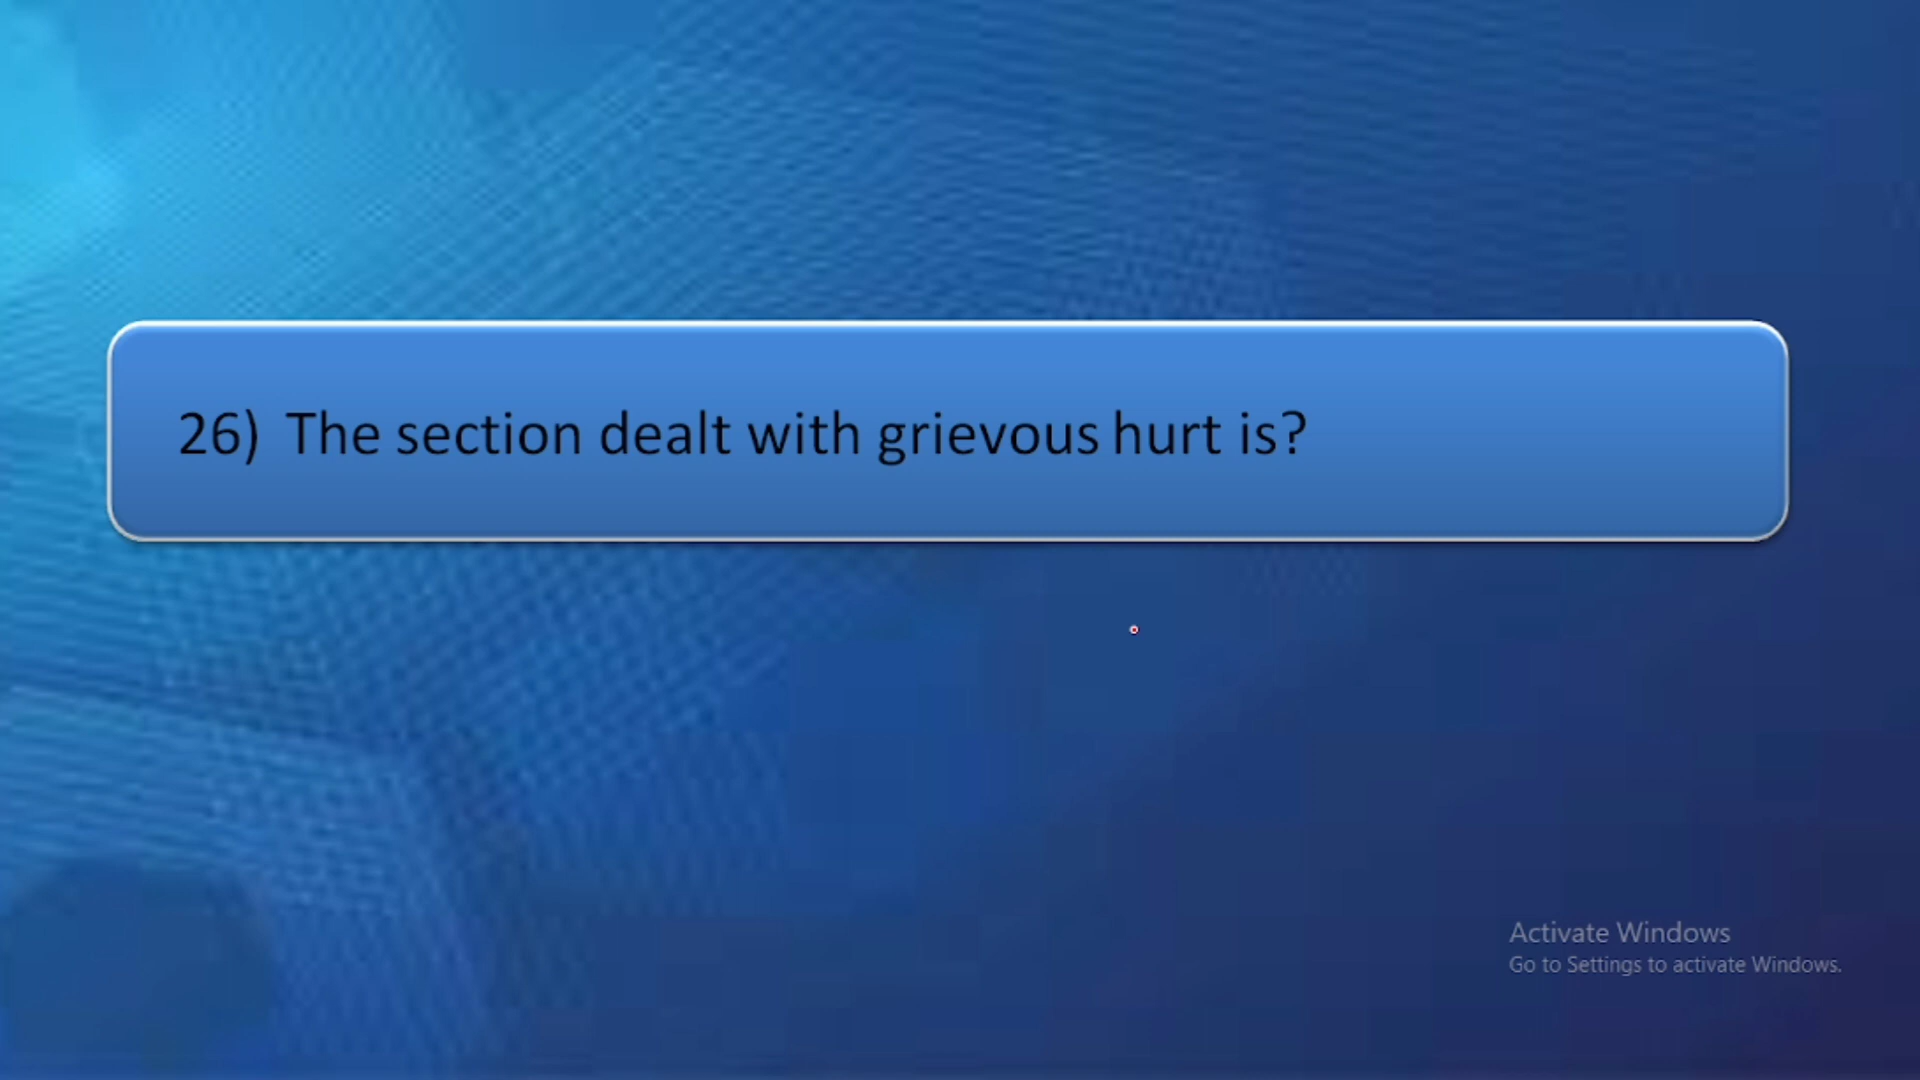 26) The section dealt with grievous hurt is?
Activate Windows
Go to Settings to activate Windows.